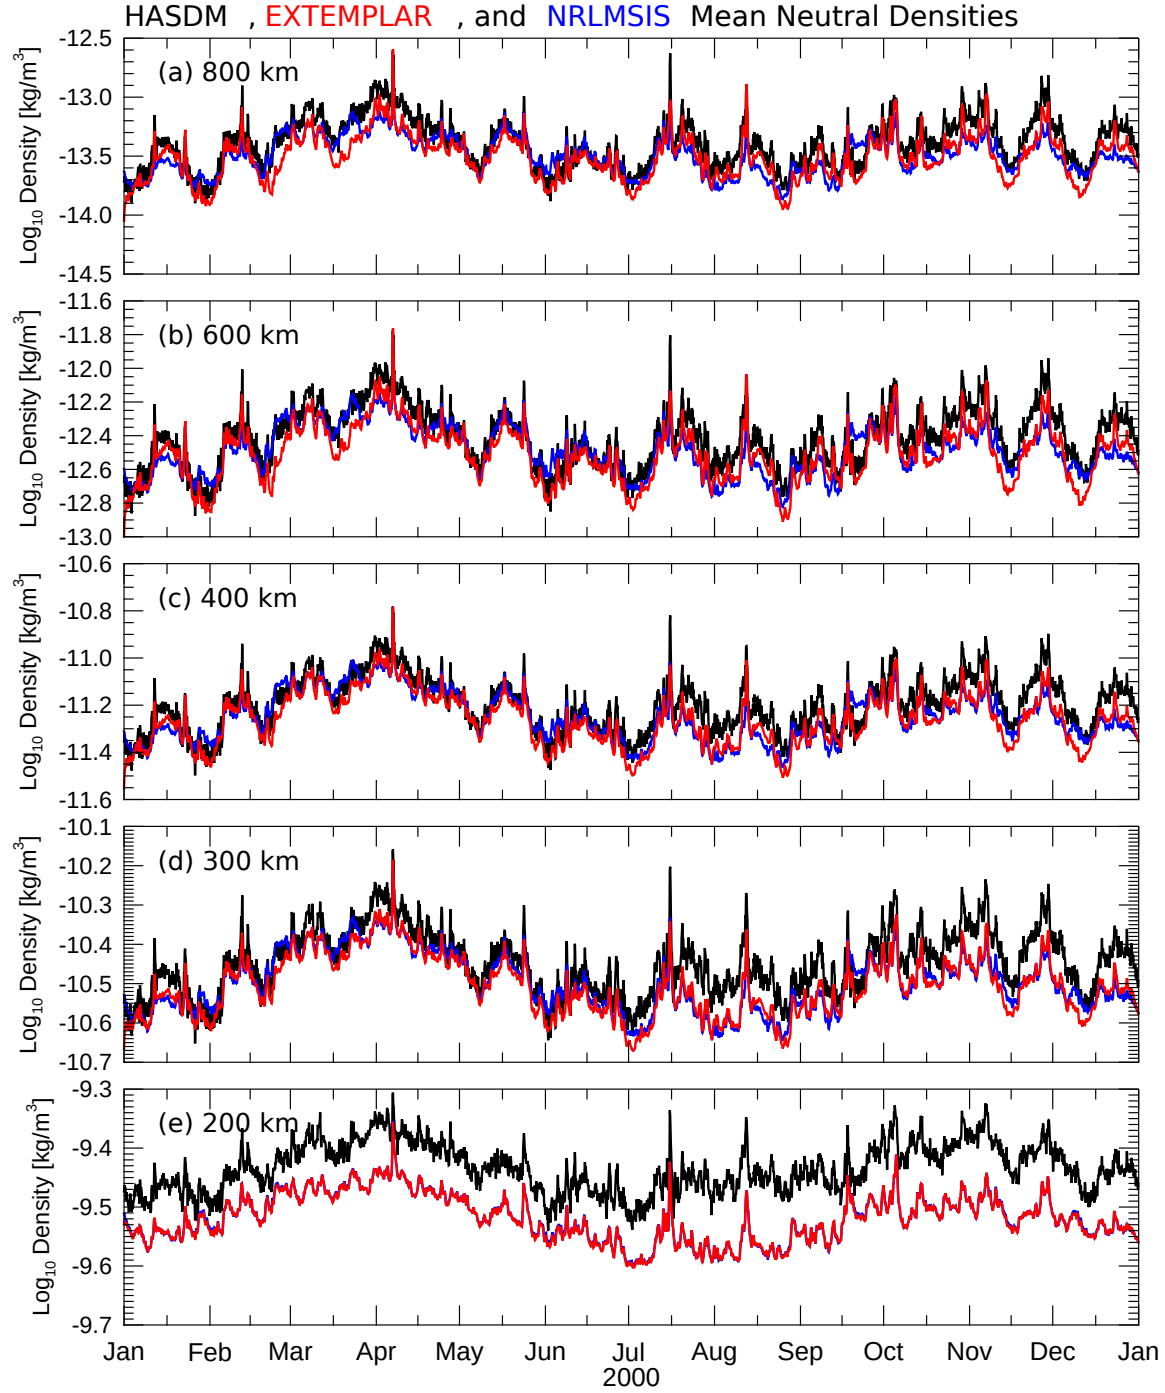 HASDM , EXTEMPLAR , and NRLMSIS Mean Neutral Densities
(a) 800 km
Log10 Density [kg/m3]
-12.5
-13.0
-13.5
-14.0
-14.5
(b) 600 km
Log10 Density [kg/m3]
-11.6
-11.8
-12.0
-12.2
-12.4
-12.6
-12.8
-13.0
(c) 400 km
Log10 Density [kg/m3]
-10.6
-10.8
-11.0
-11.2
-11.4
-11.6
(d) 300 km
Log10 Density [kg/m3]
-10.1
-10.2
-10.3
-10.4
-10.5
-10.6
-10.7
(e) 200 km
Log10 Density [kg/m3]
-9.3
-9.4
-9.5
-9.6
-9.7
Jan Feb Mar Apr May Jun Jul Aug Sep Oct Nov Dec Jan
2000